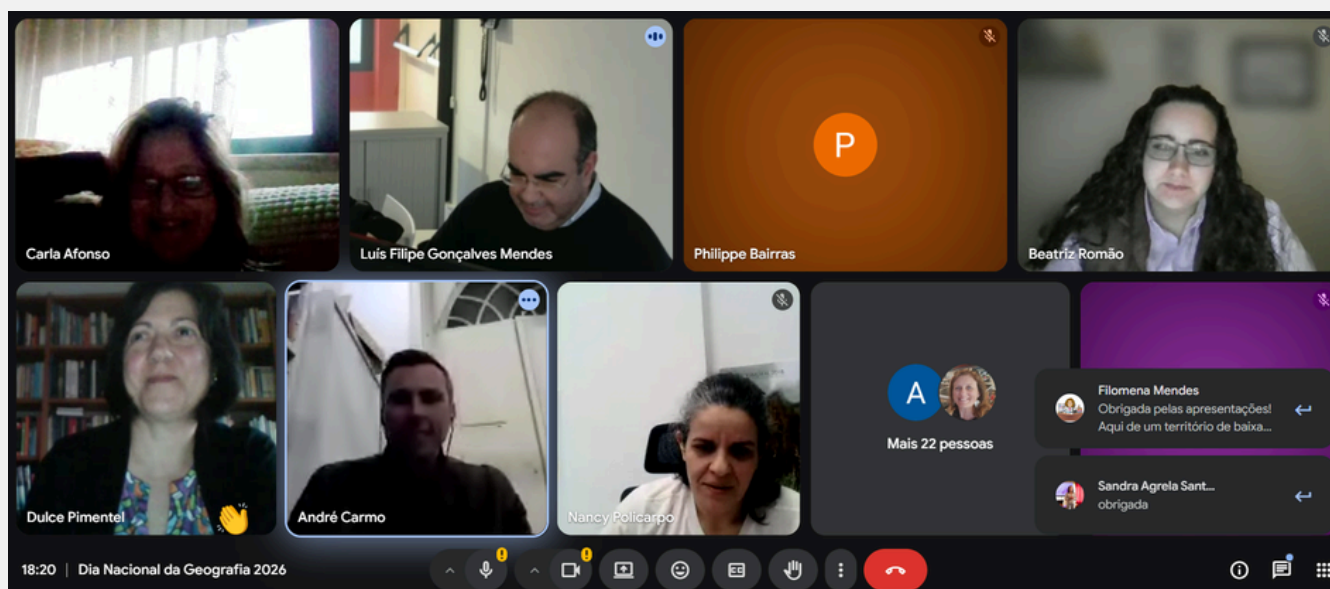 Carla Afonso
Luís Filipe Gonçalves Mendes
P
Philippe Bairras
Beatriz Romão
Dulce Pimentel
André Carmo
Nancy Policarpo
A
Mais 22 pessoas
Filomena Mendes
Obrigada pelas apresentações!
Aqui de um território de baixa...
Sandra Agrela Sant...
obrigada
18:20 | Dia Nacional da Geografia 2026
CC